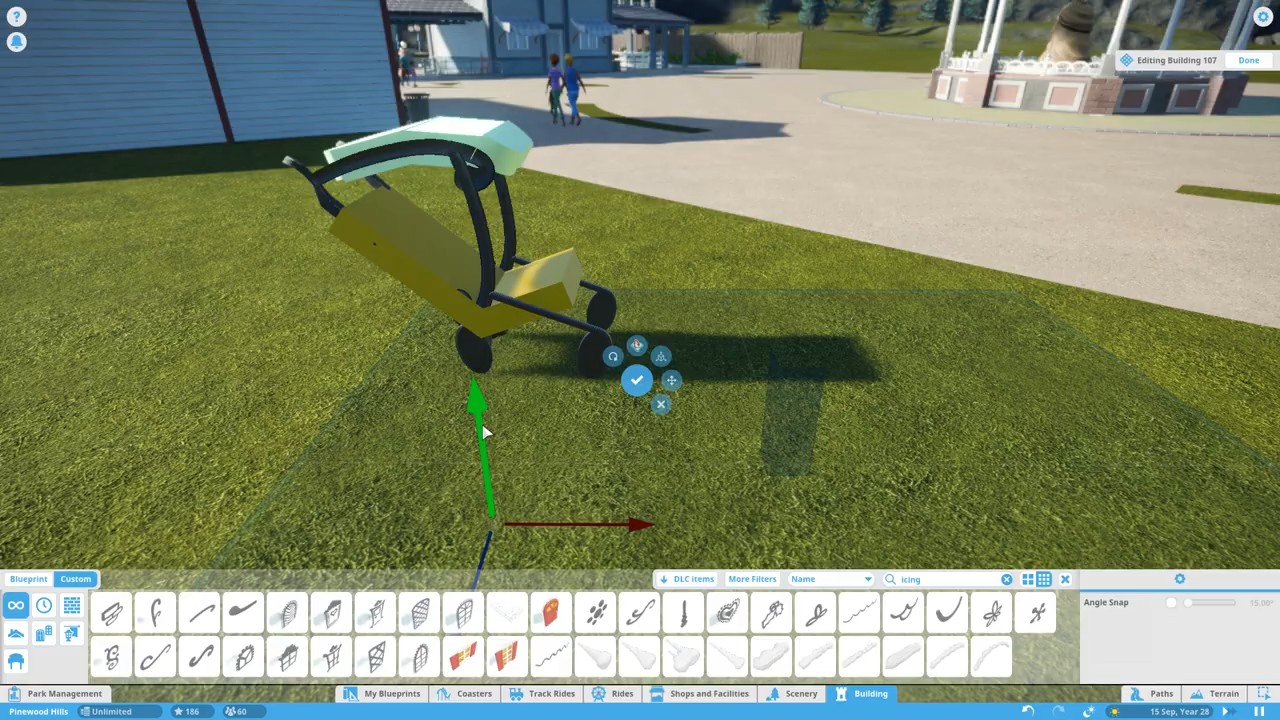 ?
Editing Building 107 Done
Blueprint Custom DLC items More Filters Name icing
Angle Snap 15.00°
Park Management My Blueprints Coasters Track Rides Rides Shops and Facilities Scenery Building Paths Terrain
Pinewood Hills Unlimited 186 60 15 Sep, Year 28